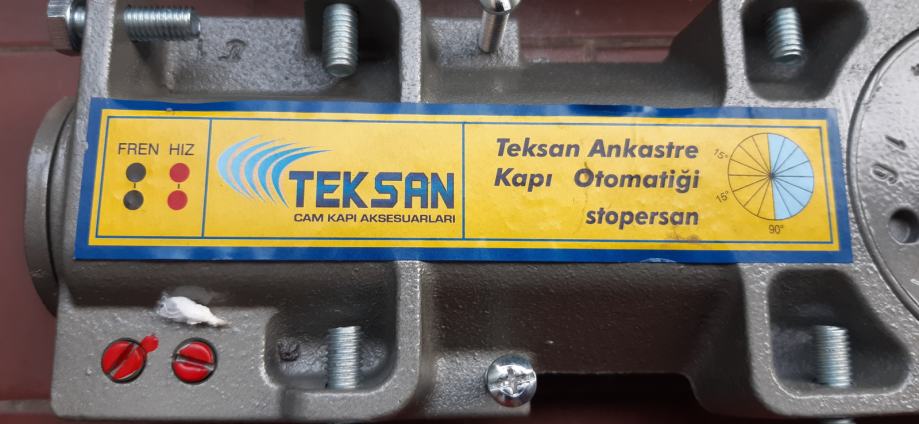 FREN HIZ
TEKSAN
CAM KAPI AKSESUARLARI
Teksan Ankastre
Kapı Otomatiği
stopersan
15°
15°
90°